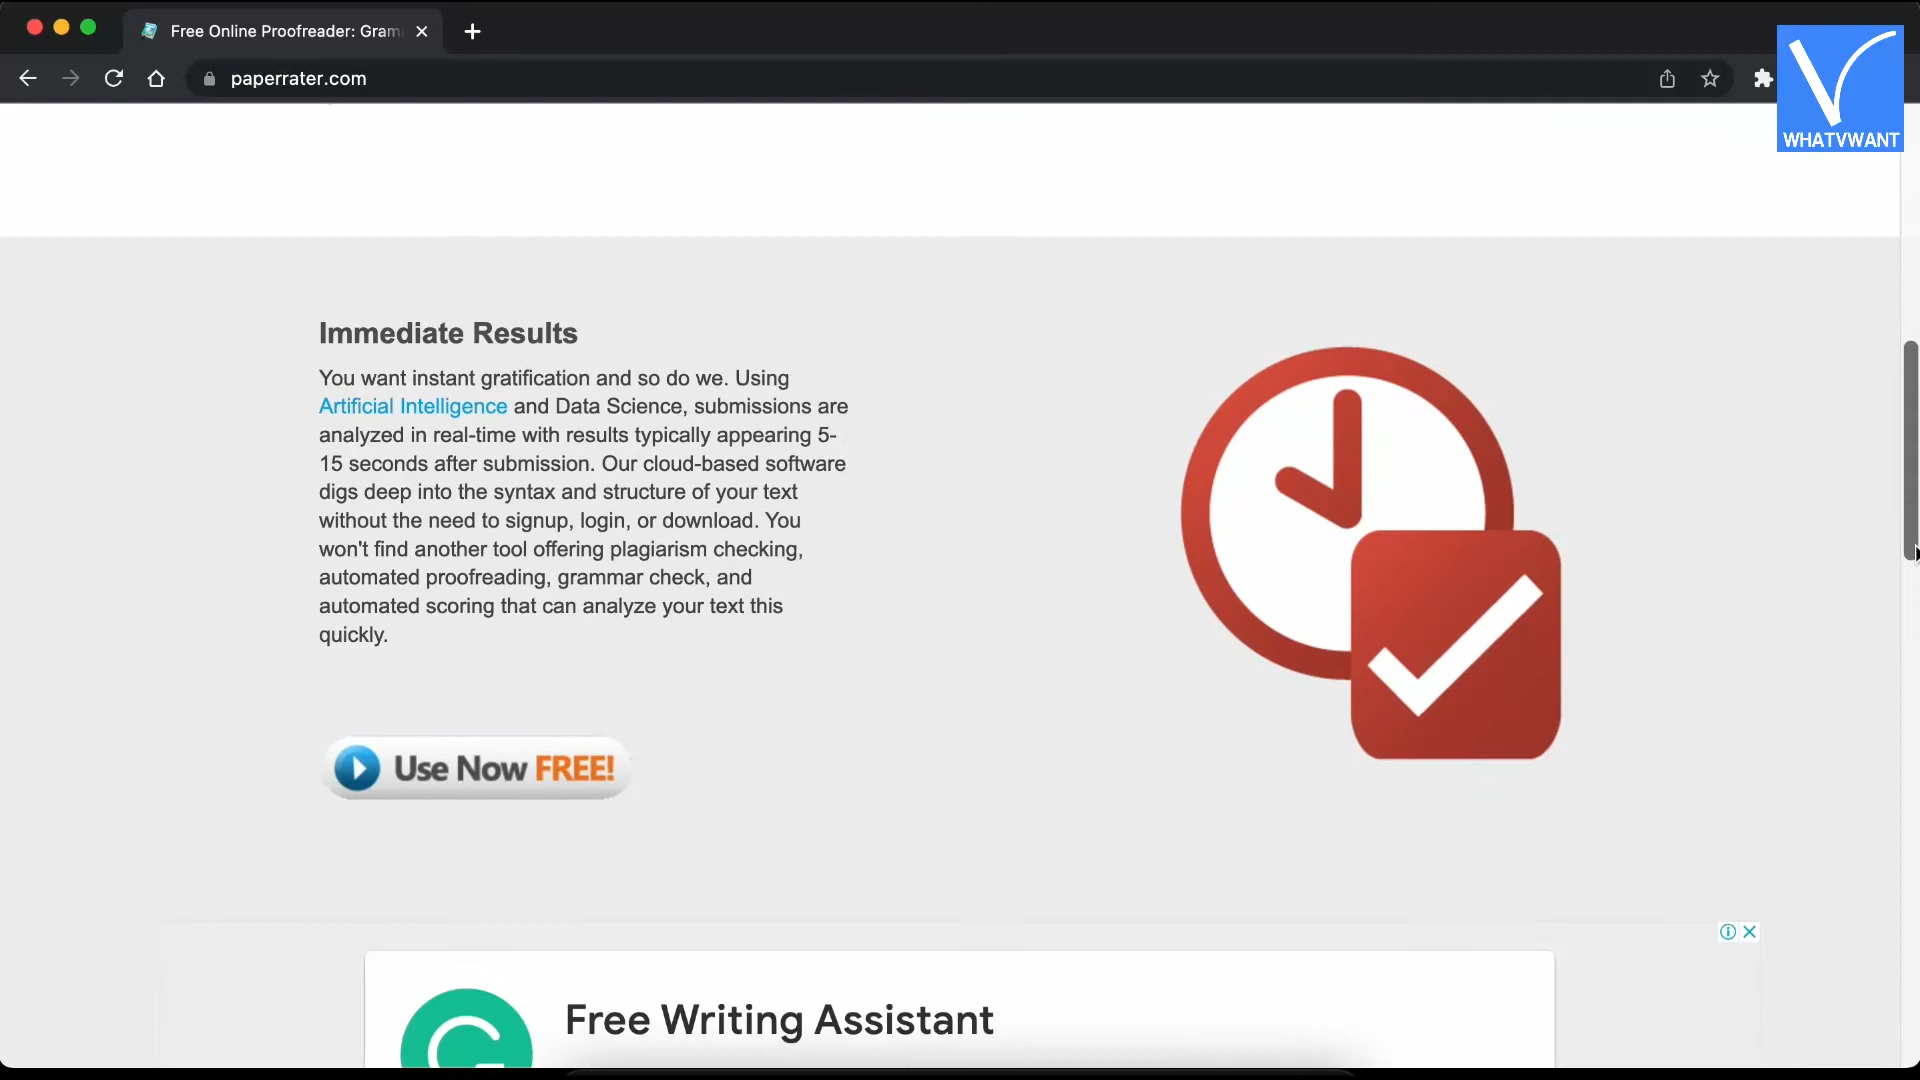 Free Online Proofreader: Gram
paperrater.com
WHATVWANT
Immediate Results
You want instant gratification and so do we. Using
Artificial Intelligence and Data Science, submissions are
analyzed in real-time with results typically appearing 5-
15 seconds after submission. Our cloud-based software
digs deep into the syntax and structure of your text
without the need to signup, login, or download. You
won't find another tool offering plagiarism checking,
automated proofreading, grammar check, and
automated scoring that can analyze your text this
quickly.
Use Now FREE!
Free Writing Assistant